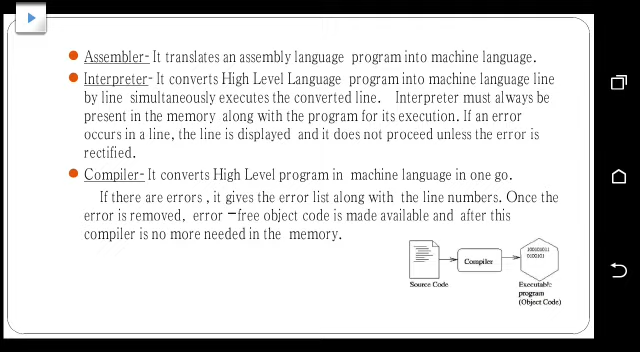 Assembler- It translates an assembly language program into machine language.
Interpreter- It converts High Level Language program into machine language line
by line simultaneously executes the converted line. Interpreter must always be
present in the memory along with the program for its execution. If an error
occurs in a line, the line is displayed and it does not proceed unless the error is
rectified.
Compiler- It converts High Level program in machine language in one go.
If there are errors , it gives the error list along with the line numbers. Once the
error is removed, error –free object code is made available and after this
compiler is no more needed in the memory.
Source Code
Compiler
100101011
0100101
Executable
program
(Object Code)